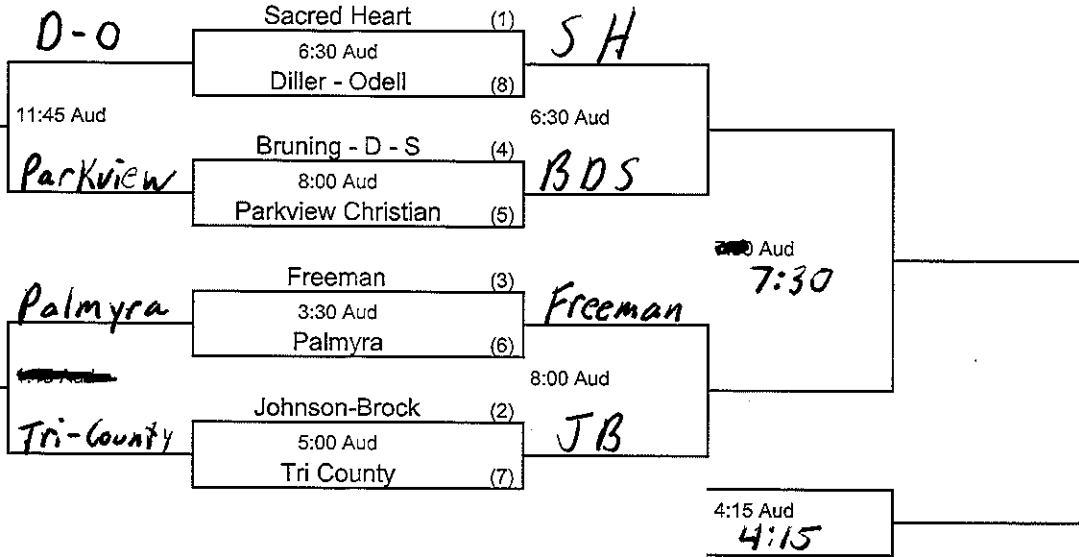 D-O
Sacred Heart (1)
SH
6:30 Aud
Diller - Odell (8)
11:45 Aud
6:30 Aud
Bruning - D - S (4)
Parkview
BDS
8:00 Aud
Parkview Christian (5)
Aud
7:30
Freeman (3)
Palmyra
Freeman
3:30 Aud
Palmyra (6)
8:00 Aud
Johnson-Brock (2)
Tri-County
JB
5:00 Aud
Tri County (7)
4:15 Aud
4:15